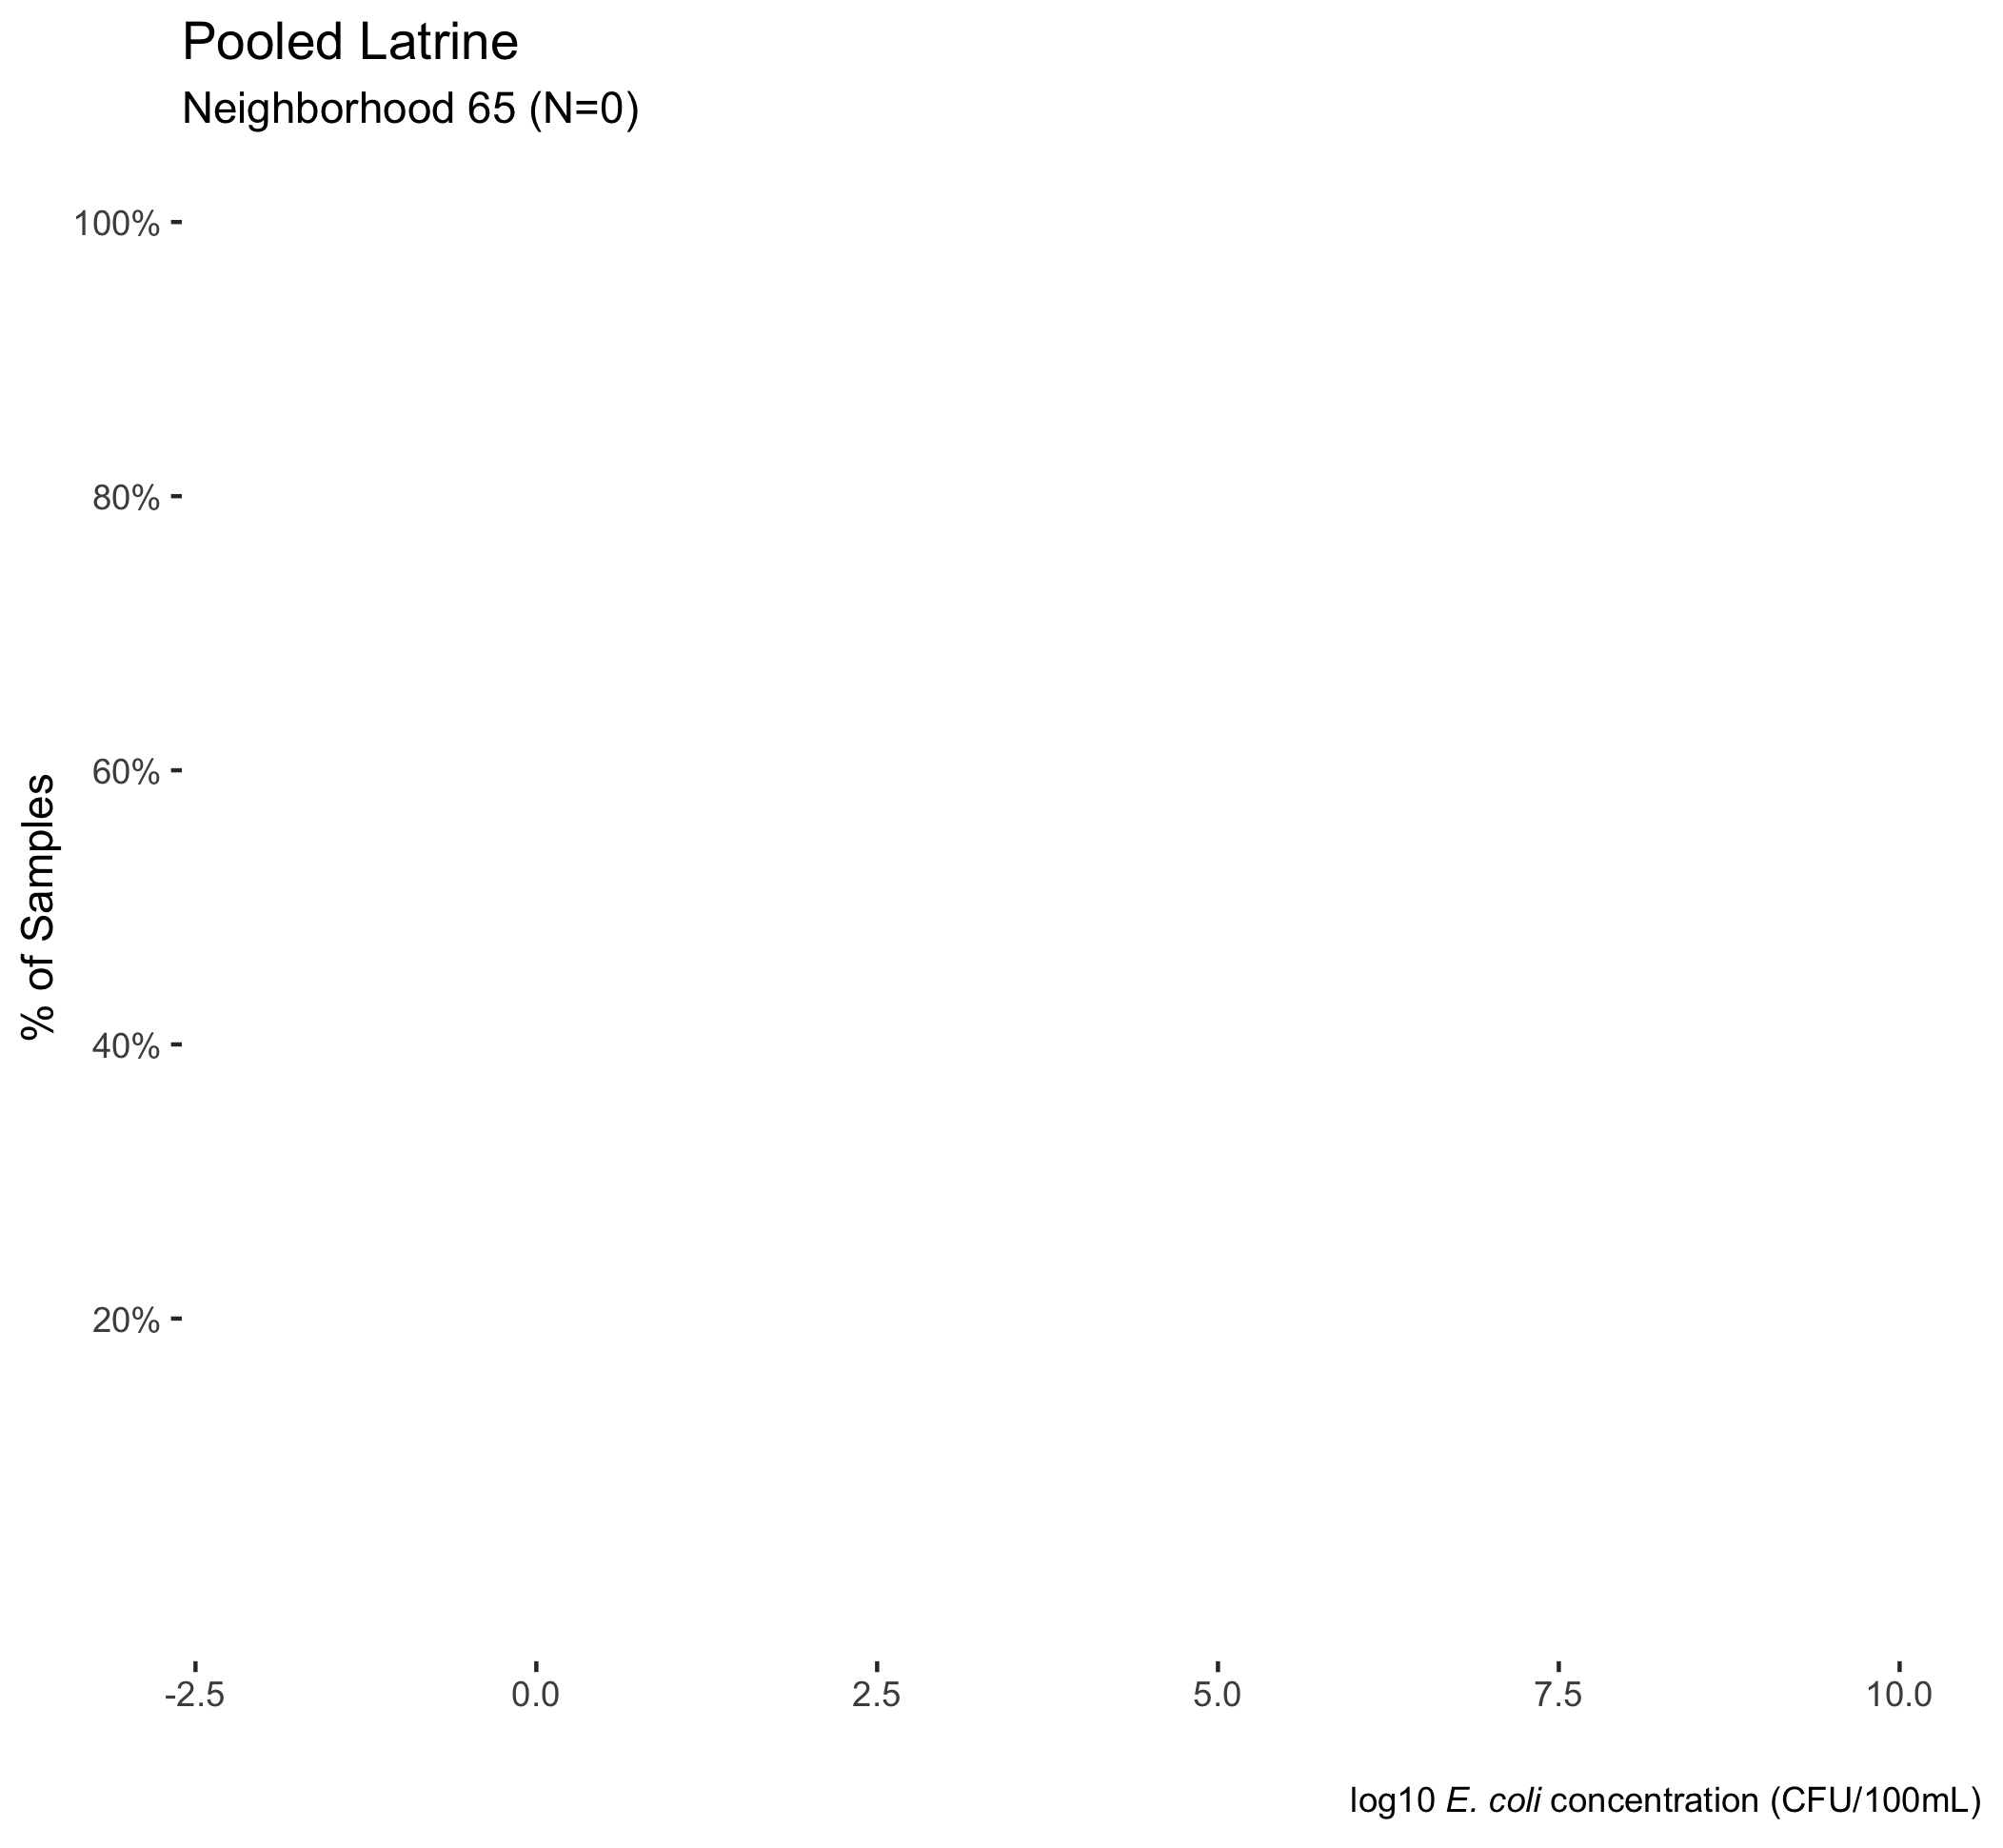 Pooled Latrine
Neighborhood 65 (N=0)
100%
80%
60%
40%
20%
% of Samples
-2.5 0.0 2.5 5.0 7.5 10.0
log10 E. coli concentration (CFU/100mL)